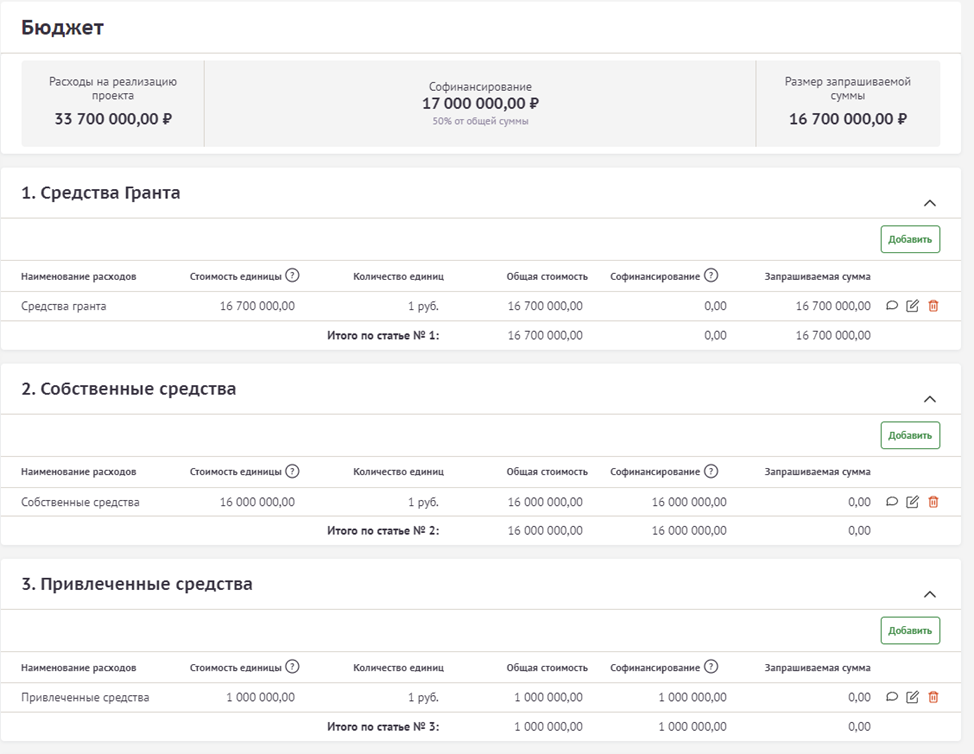 Бюджет
Расходы на реализацию
проекта
33 700 000,00 ₽
Софинансирование
17 000 000,00 ₽
50% от общей суммы
Размер запрашиваемой
суммы
16 700 000,00 ₽
1. Средства Гранта
Добавить
Наименование расходов Стоимость единицы ? Количество единиц Общая стоимость Софинансирование ? Запрашиваемая сумма
Средства гранта 16 700 000,00 1 руб. 16 700 000,00 0,00 16 700 000,00
Итого по статье № 1: 16 700 000,00 0,00 16 700 000,00
2. Собственные средства
Добавить
Наименование расходов Стоимость единицы ? Количество единиц Общая стоимость Софинансирование ? Запрашиваемая сумма
Собственные средства 16 000 000,00 1 руб. 16 000 000,00 16 000 000,00 0,00
Итого по статье № 2: 16 000 000,00 16 000 000,00 0,00
3. Привлеченные средства
Добавить
Наименование расходов Стоимость единицы ? Количество единиц Общая стоимость Софинансирование ? Запрашиваемая сумма
Привлеченные средства 1 000 000,00 1 руб. 1 000 000,00 1 000 000,00 0,00
Итого по статье № 3: 1 000 000,00 1 000 000,00 0,00